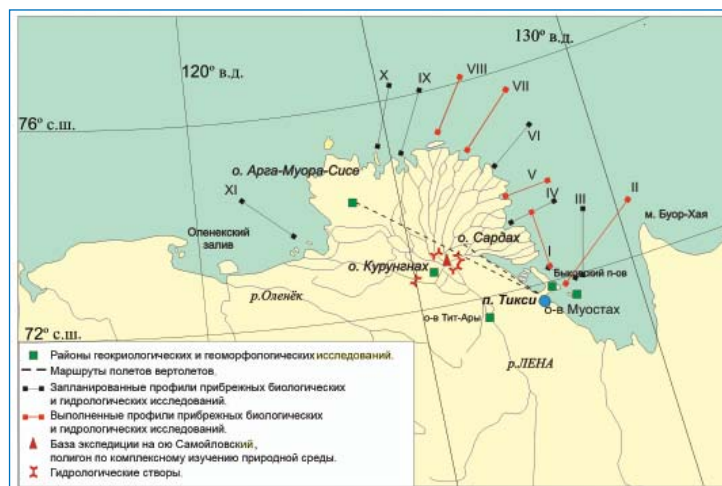 130° в.д.
120° в.д.
X
IX
VIII
VII
76° с.ш.
VI
о. Арга-Муора-Сисе
V
II
XI
IV
III
м. Буор-Хая
Оленекский
залив
о. Сардах
I
о. Курунгнах
Быковский п-ов
р.Оленёк
п. Тикси
о-в Муостах
о-в Тит-Ары
72° с.ш.
р.ЛЕНА
Районы геокриологических и геоморфологических исследований.
Маршруты полетов вертолетов.
Запланированные профили прибрежных биологических
и гидрологических исследований.
Выполненные профили прибрежных биологических
и гидрологических исследований.
База экспедиции на ою Самойловский,
полигон по комплексному изучению природной среды.
Гидрологические створы.